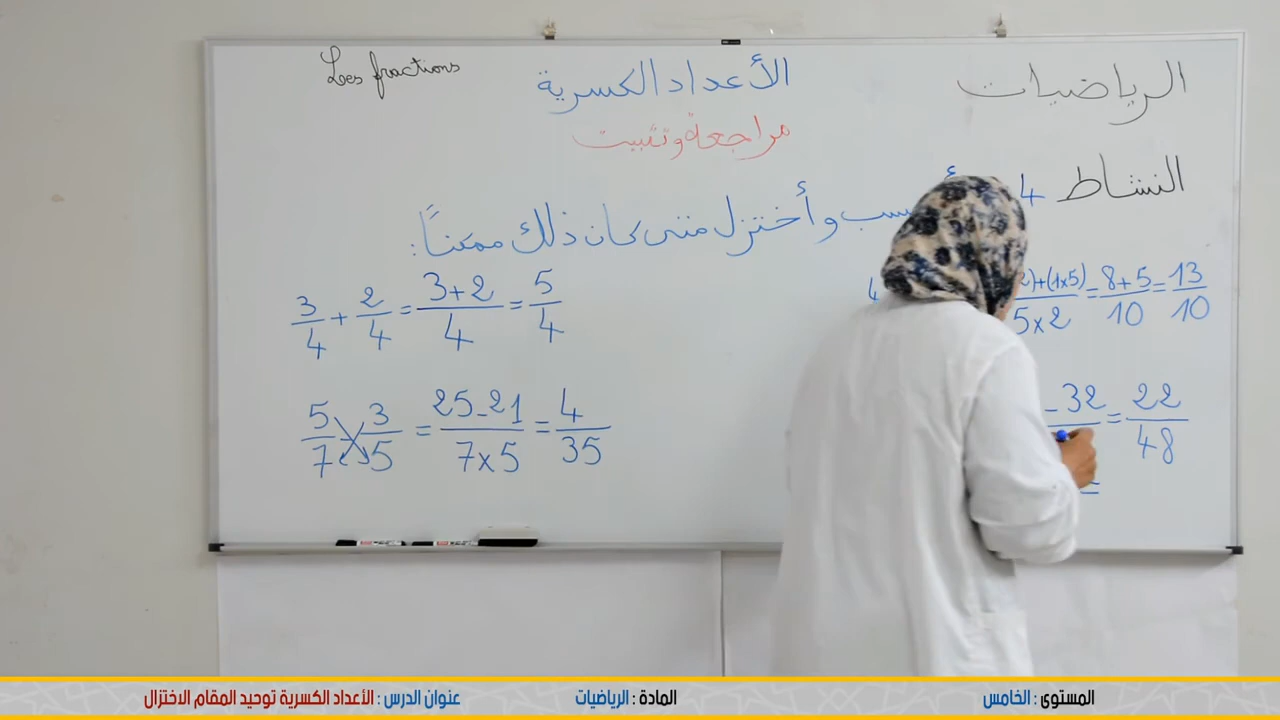 Les fractions
الأعداد الكسرية
الرياضيات
مراجعة وتثبيت
النشاط 4
وأختزل متى كان ذلك ممكناً :
3/4 + 2/4 = 3+2/4 = 5/4
2)+(1x5)/5x2 = 8+5/10 = 13/10
5/7 - 3/5 = 25-21/7x5 = 4/35
-32 = 22/48
=
المستوى : الخامس
المادة : الرياضيات
عنوان الدرس : الأعداد الكسرية توحيد المقام الاختزال